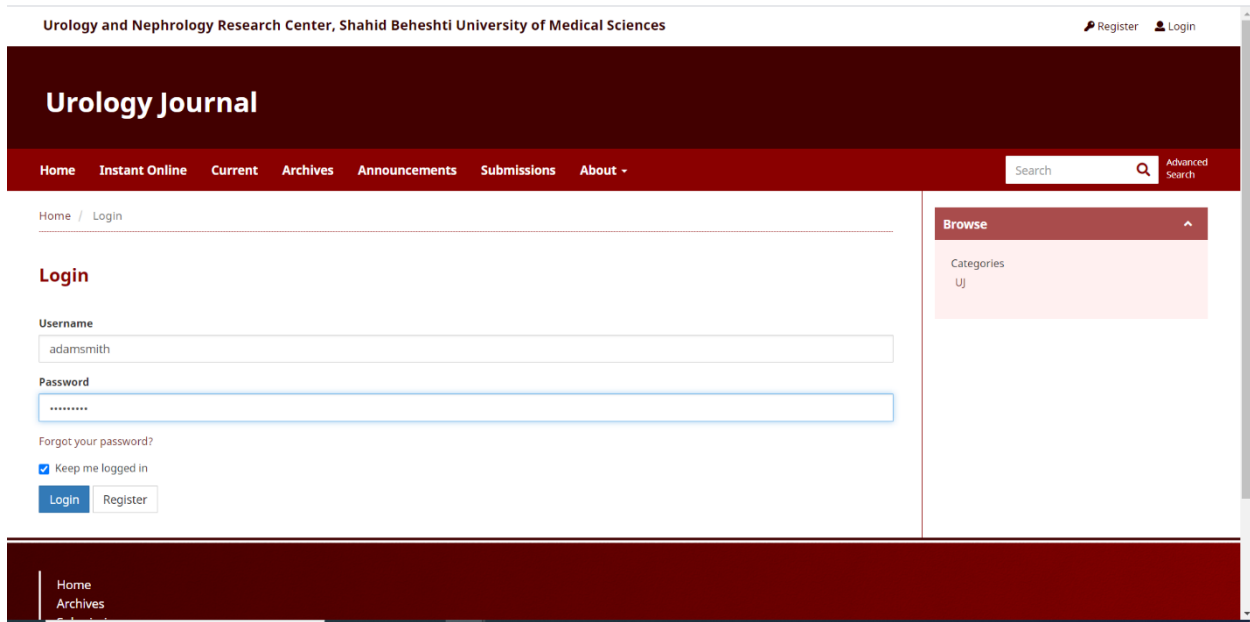 Urology and Nephrology Research Center, Shahid Beheshti University of Medical Sciences
Register
Login
Urology Journal
Home
Instant Online
Current
Archives
Announcements
Submissions
About
Search
Advanced
Search
Home / Login
Login
Username
adamsmith
Password
•••••••••
Forgot your password?
Keep me logged in
Login
Register
Browse
Categories
UJ
Home
Archives